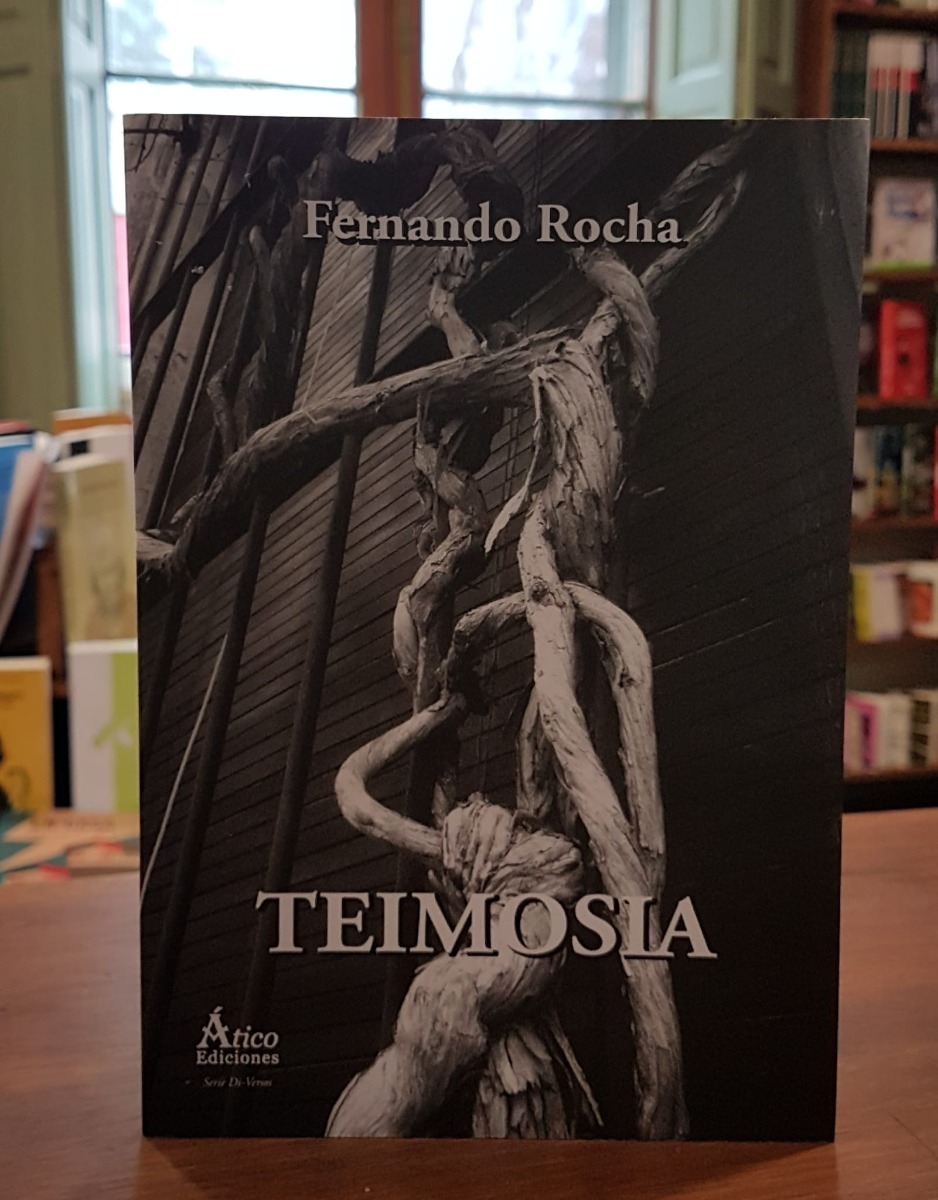 Fernando Rocha
TEIMOSIA
Ático
Ediciones
Serie Di-Versos